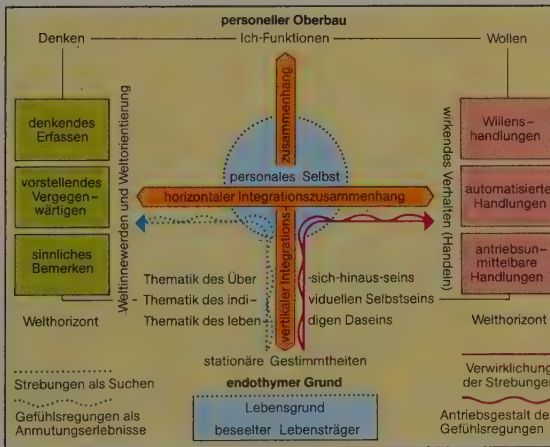 personeller Oberbau
Denken
Ich-Funktionen
Wollen
denkendes
Erfassen
vorstellendes
Vergegen-
wärtigen
sinnliches
Bemerken
Welthorizont
Weltinnewerden und Weltorientierung
zusammenhang
personales Selbst
horizontaler Integrationszusammenhang
vertikaler Integrations
wirkendes Verhalten (Handeln)
Willens-
handlungen
automatisierte
Handlungen
antriebsun-
mittelbare
Handlungen
Welthorizont
Thematik des Über -sich-hinaus-seins
Thematik des indi- viduellen Selbstseins
Thematik des leben- digen Daseins
stationäre Gestimmtheiten
endothymer Grund
Lebensgrund
beseelter Lebensträger
Strebungen als Suchen
Gefühlsregungen als
Anmutungserlebnisse
Verwirklichung
der Strebungen
Antriebsgestalt der
Gefühlsregungen